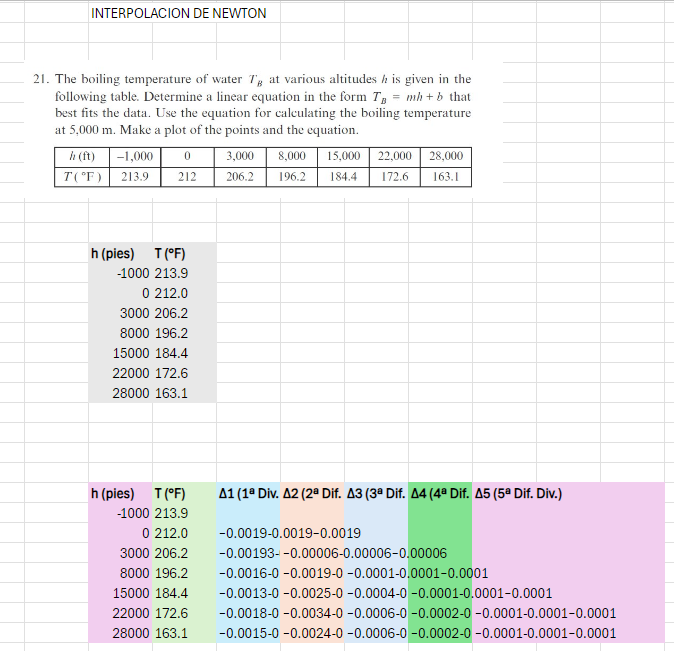 INTERPOLACION DE NEWTON
21. The boiling temperature of water T_B at various altitudes h is given in the
following table. Determine a linear equation in the form T_B = mh + b that
best fits the data. Use the equation for calculating the boiling temperature
at 5,000 m. Make a plot of the points and the equation.
h (ft) -1,000 0 3,000 8,000 15,000 22,000 28,000
T (°F) 213.9 212 206.2 196.2 184.4 172.6 163.1
h (pies) T (°F)
-1000 213.9
0 212.0
3000 206.2
8000 196.2
15000 184.4
22000 172.6
28000 163.1
h (pies) T (°F) Δ1 (1ª Div. Δ2 (2ª Dif. Δ3 (3ª Dif. Δ4 (4ª Dif. Δ5 (5ª Dif. Div.)
-1000 213.9
0 212.0 -0.0019-0.0019-0.0019
3000 206.2 -0.00193- -0.00006-0.00006-0.00006
8000 196.2 -0.0016-0 -0.0019-0 -0.0001-0.0001-0.0001
15000 184.4 -0.0013-0 -0.0025-0 -0.0004-0 -0.0001-0.0001-0.0001
22000 172.6 -0.0018-0 -0.0034-0 -0.0006-0 -0.0002-0 -0.0001-0.0001-0.0001
28000 163.1 -0.0015-0 -0.0024-0 -0.0006-0 -0.0002-0 -0.0001-0.0001-0.0001